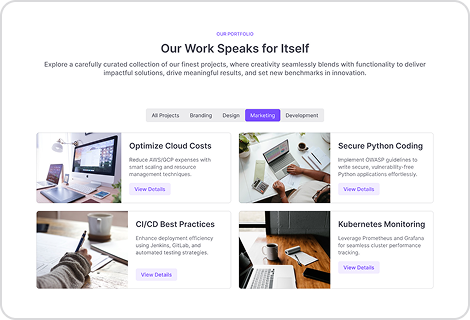 OUR PORTFOLIO
Our Work Speaks for Itself
Explore a carefully curated collection of our finest projects, where creativity seamlessly blends with functionality to deliver
impactful solutions, drive meaningful results, and set new benchmarks in innovation.
All Projects Branding Design Marketing Development
Optimize Cloud Costs
Reduce AWS/GCP expenses with
smart scaling and resource
management techniques.
View Details
Secure Python Coding
Implement OWASP guidelines to
write secure, vulnerability-free
Python applications effortlessly.
View Details
CI/CD Best Practices
Enhance deployment efficiency
using Jenkins, GitLab, and
automated testing strategies.
View Details
Kubernetes Monitoring
Leverage Prometheus and Grafana
for seamless cluster performance
tracking.
View Details